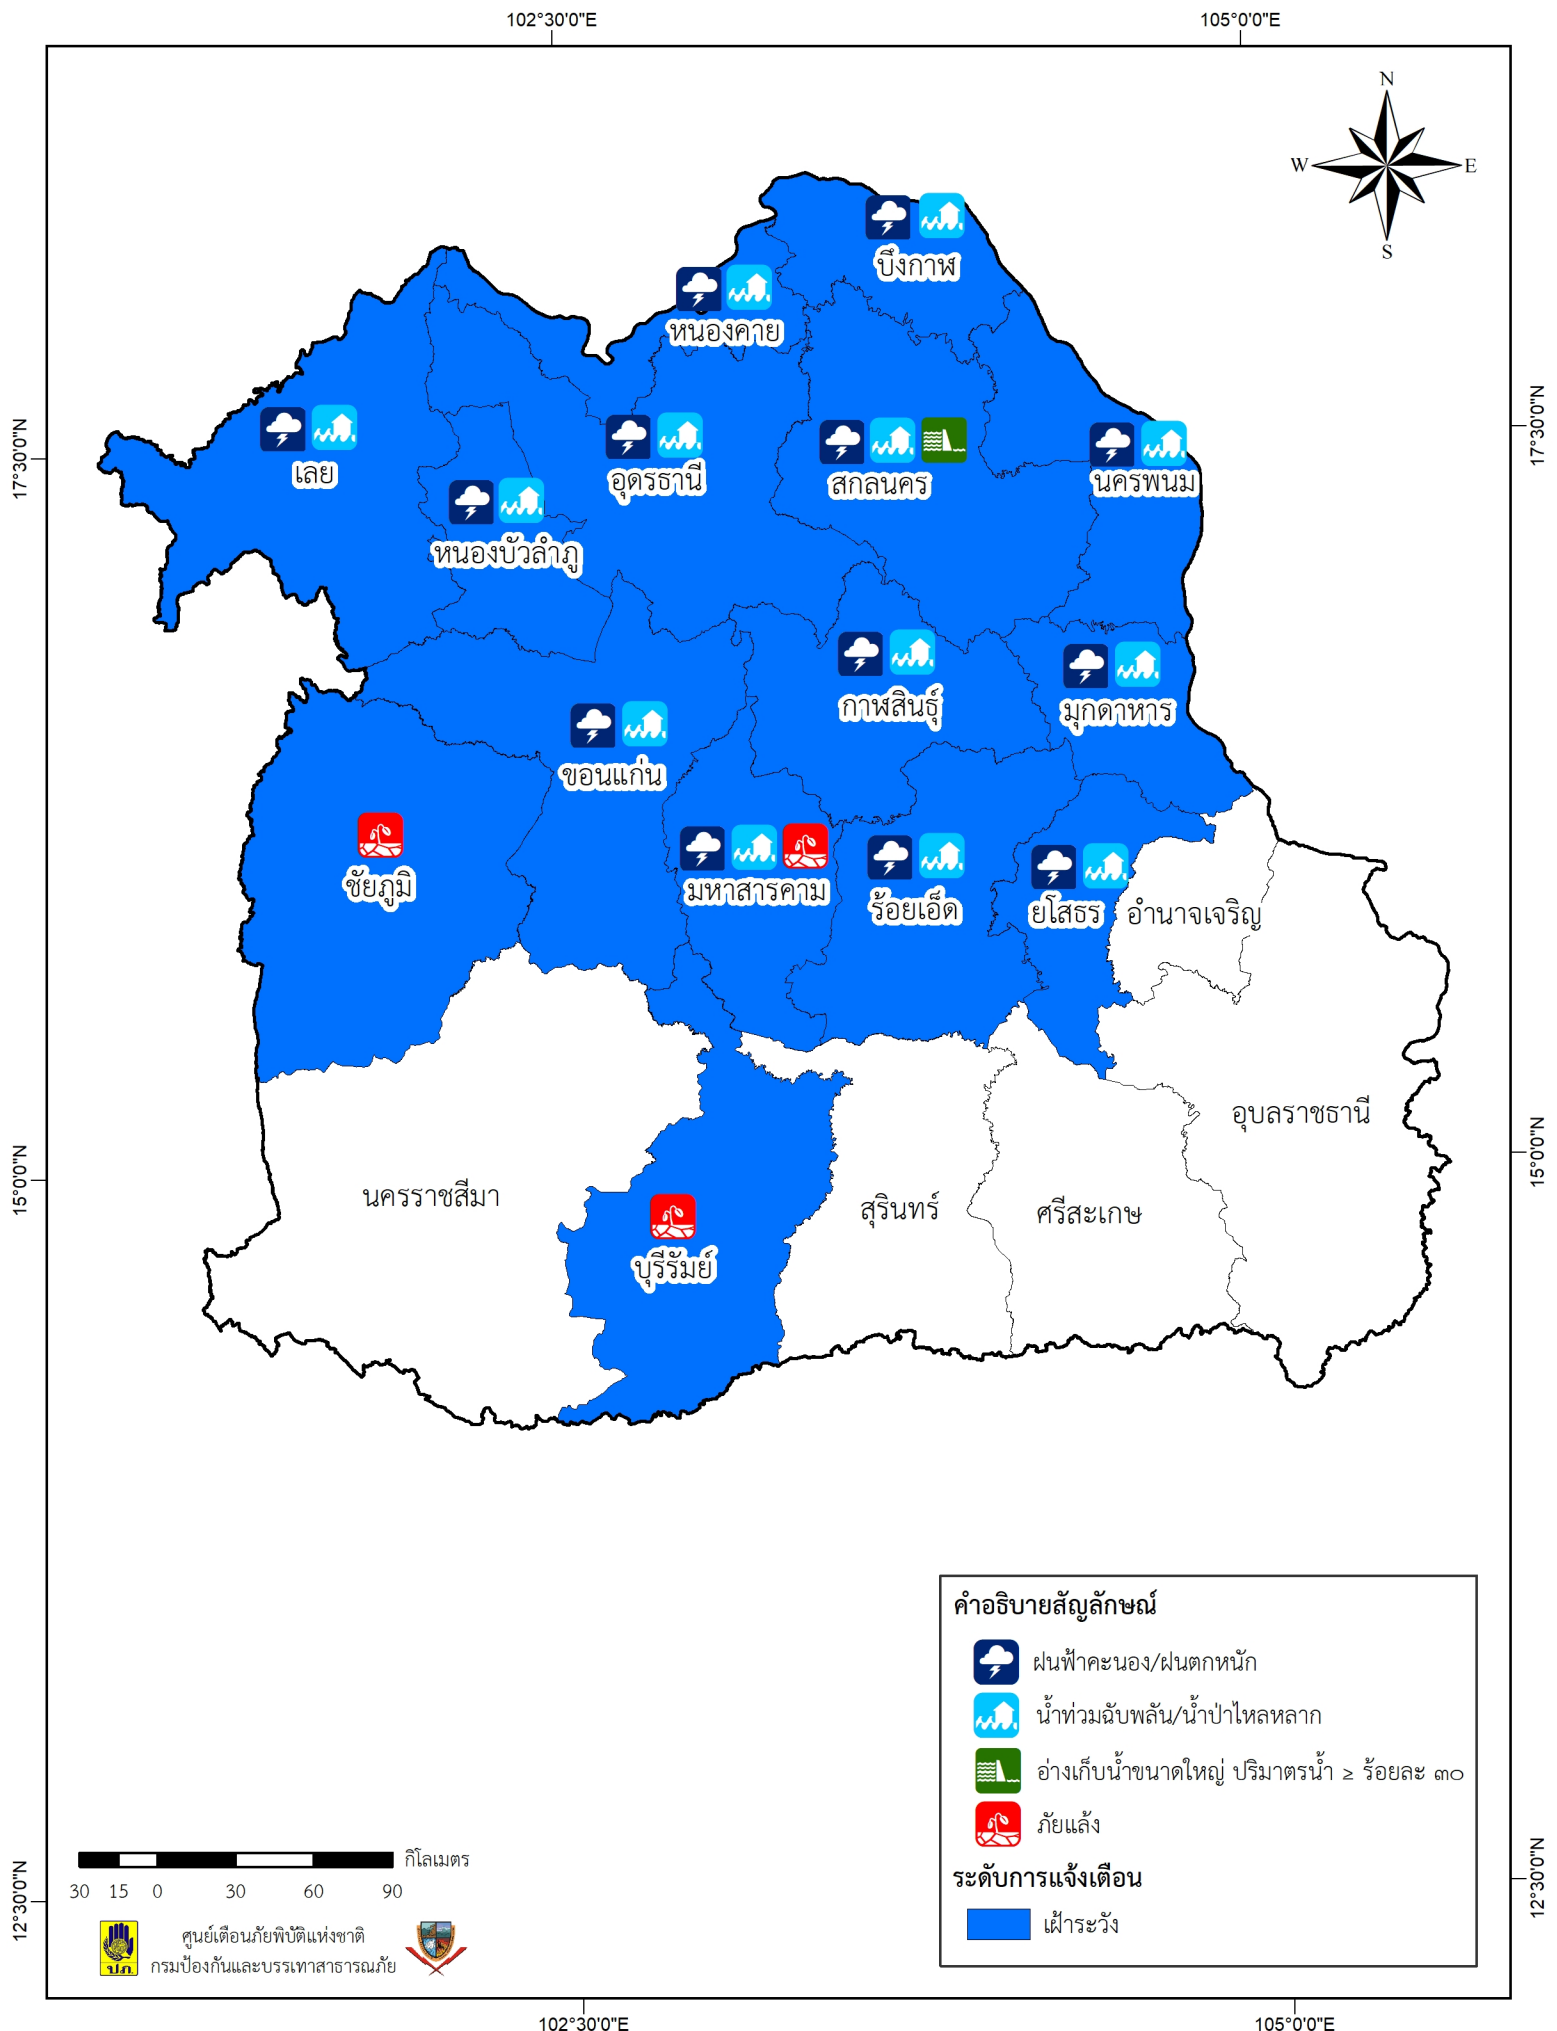 102°30'0"E
105°0'0"E
N
W
E
S
บึงกาฬ
หนองคาย
17°30'0"N
17°30'0"N
เลย
อุดรธานี
สกลนคร
นครพนม
หนองบัวลำภู
กาฬสินธุ์
มุกดาหาร
ขอนแก่น
ชัยภูมิ
มหาสารคาม
ร้อยเอ็ด
ยโสธร
อำนาจเจริญ
อุบลราชธานี
15°0'0"N
15°0'0"N
นครราชสีมา
สุรินทร์
ศรีสะเกษ
บุรีรัมย์
คำอธิบายสัญลักษณ์
ฝนฟ้าคะนอง/ฝนตกหนัก
น้ำท่วมฉับพลัน/น้ำป่าไหลหลาก
อ่างเก็บน้ำขนาดใหญ่ ปริมาตรน้ำ ≥ ร้อยละ ๓๐
ภัยแล้ง
ระดับการแจ้งเตือน
เฝ้าระวัง
กิโลเมตร
30 15 0 30 60 90
12°30'0"N
12°30'0"N
ปภ.
ศูนย์เตือนภัยพิบัติแห่งชาติ
กรมป้องกันและบรรเทาสาธารณภัย
102°30'0"E
105°0'0"E